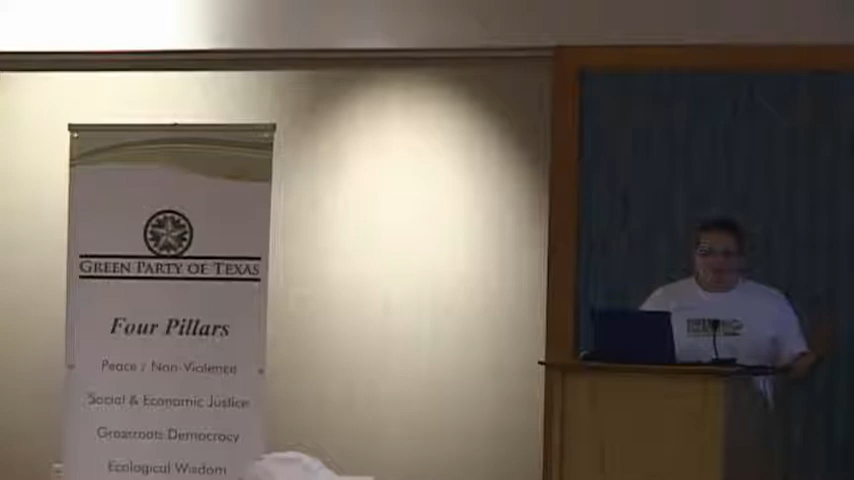 GREEN PARTY OF TEXAS
Four Pillars
PEACE / NON-VIOLENCE
SOCIAL & ECONOMIC JUSTICE
GRASSROOTS DEMOCRACY
ECOLOGICAL WISDOM